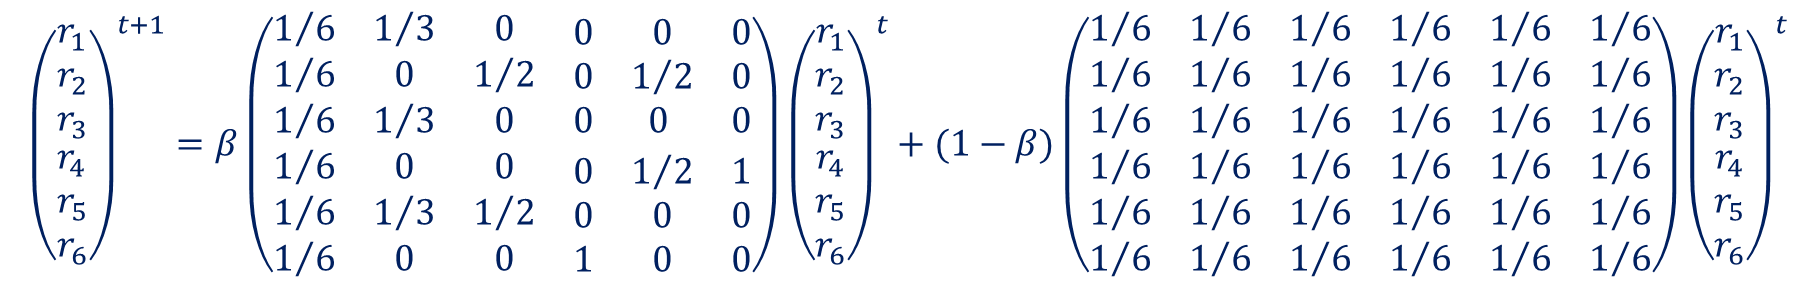 (r₁ r₂ r₃ r₄ r₅ r₆)ᵗ⁺¹ = β
1/6 1/3 0 0 0 0
1/6 0 1/2 0 1/2 0
1/6 1/3 0 0 0 0
1/6 0 0 0 1/2 1
1/6 1/3 1/2 0 0 0
1/6 0 0 1 0 0
(r₁ r₂ r₃ r₄ r₅ r₆)ᵗ + (1 − β)
1/6 1/6 1/6 1/6 1/6 1/6
1/6 1/6 1/6 1/6 1/6 1/6
1/6 1/6 1/6 1/6 1/6 1/6
1/6 1/6 1/6 1/6 1/6 1/6
1/6 1/6 1/6 1/6 1/6 1/6
1/6 1/6 1/6 1/6 1/6 1/6
(r₁ r₂ r₃ r₄ r₅ r₆)ᵗ